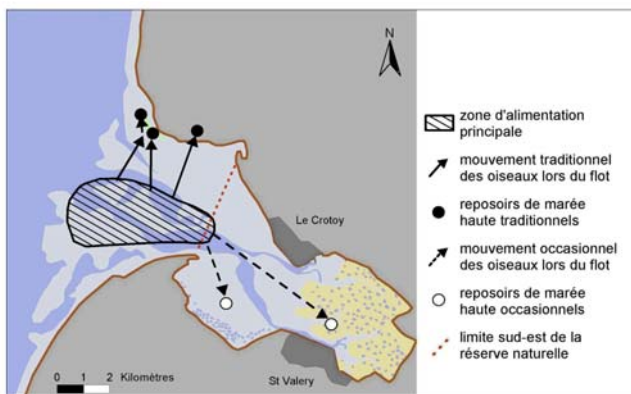 N
Le Crotoy
St Valery
0 1 2 Kilomètres
zone d'alimentation
principale
mouvement traditionnel
des oiseaux lors du flot
reposoirs de marée
haute traditionnels
mouvement occasionnel
des oiseaux lors du flot
reposoirs de marée
haute occasionnels
limite sud-est de la
réserve naturelle